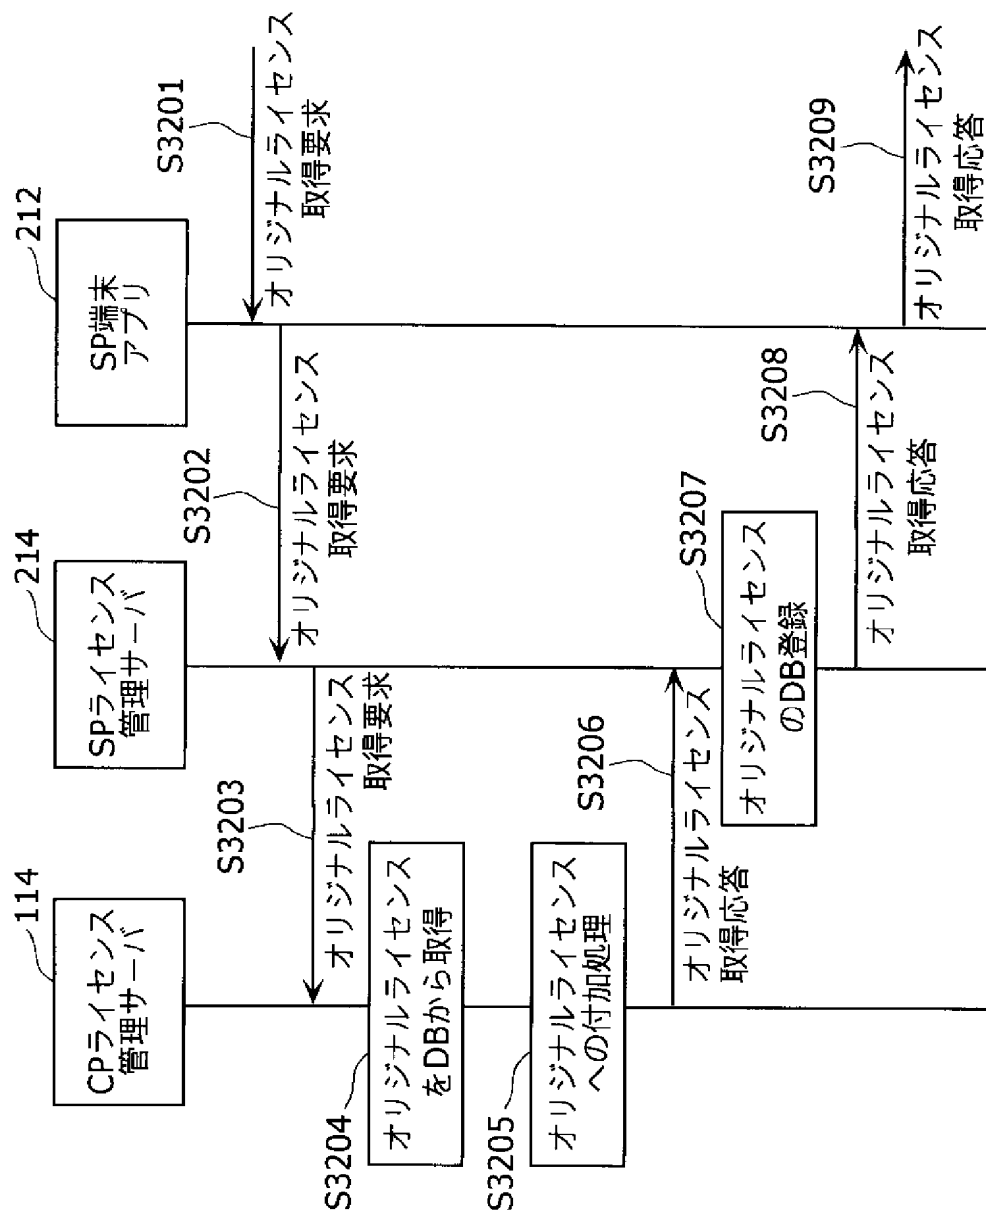 114
CPライセンス
管理サーバ
214
SPライセンス
管理サーバ
212
SP端末
アプリ
S3201
オリジナルライセンス
取得要求
S3202
オリジナルライセンス
取得要求
S3203
オリジナルライセンス
取得要求
S3204
オリジナルライセンス
をDBから取得
S3205
オリジナルライセンス
への付加処理
S3206
オリジナルライセンス
取得応答
S3207
オリジナルライセンス
のDB登録
S3208
オリジナルライセンス
取得応答
S3209
オリジナルライセンス
取得応答